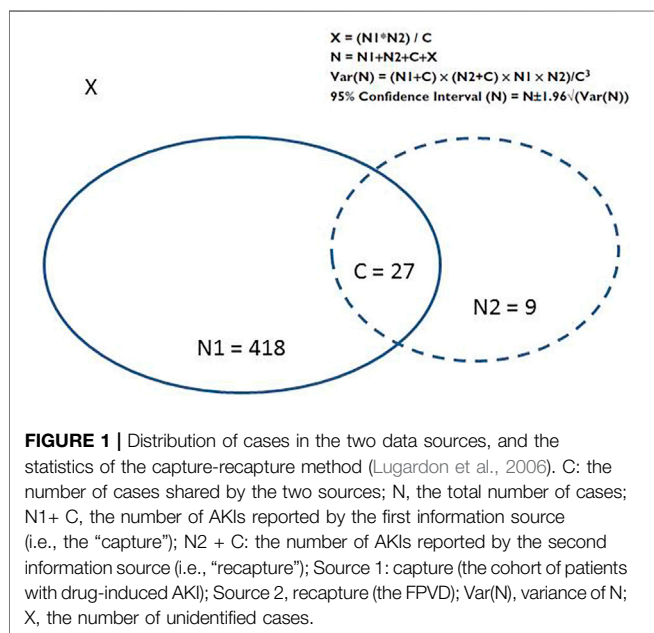 X = (N1*N2) / C
N = N1+N2+C+X
Var(N) = (N1+C) × (N2+C) × N1 × N2)/C³
95% Confidence Interval (N) = N±1.96√(Var(N))
X
C = 27
N2 = 9
N1 = 418
FIGURE 1 | Distribution of cases in the two data sources, and the
statistics of the capture-recapture method (Lugardon et al., 2006). C: the
number of cases shared by the two sources; N, the total number of cases;
N1+ C, the number of AKIs reported by the first information source
(i.e., the “capture”); N2 + C: the number of AKIs reported by the second
information source (i.e., “recapture”); Source 1: capture (the cohort of patients
with drug-induced AKI); Source 2, recapture (the FPVD); Var(N), variance of N;
X, the number of unidentified cases.